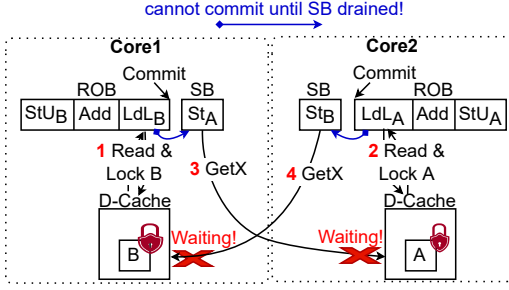 cannot commit until SB drained!
Core1
Core2
Commit
Commit
ROB
SB
SB
ROB
StUB
Add
LdLB
StA
StB
LdLA
Add
StUA
1 Read &
Lock B
3 GetX
4 GetX
2 Read &
Lock A
D-Cache
D-Cache
Waiting!
Waiting!
B
A